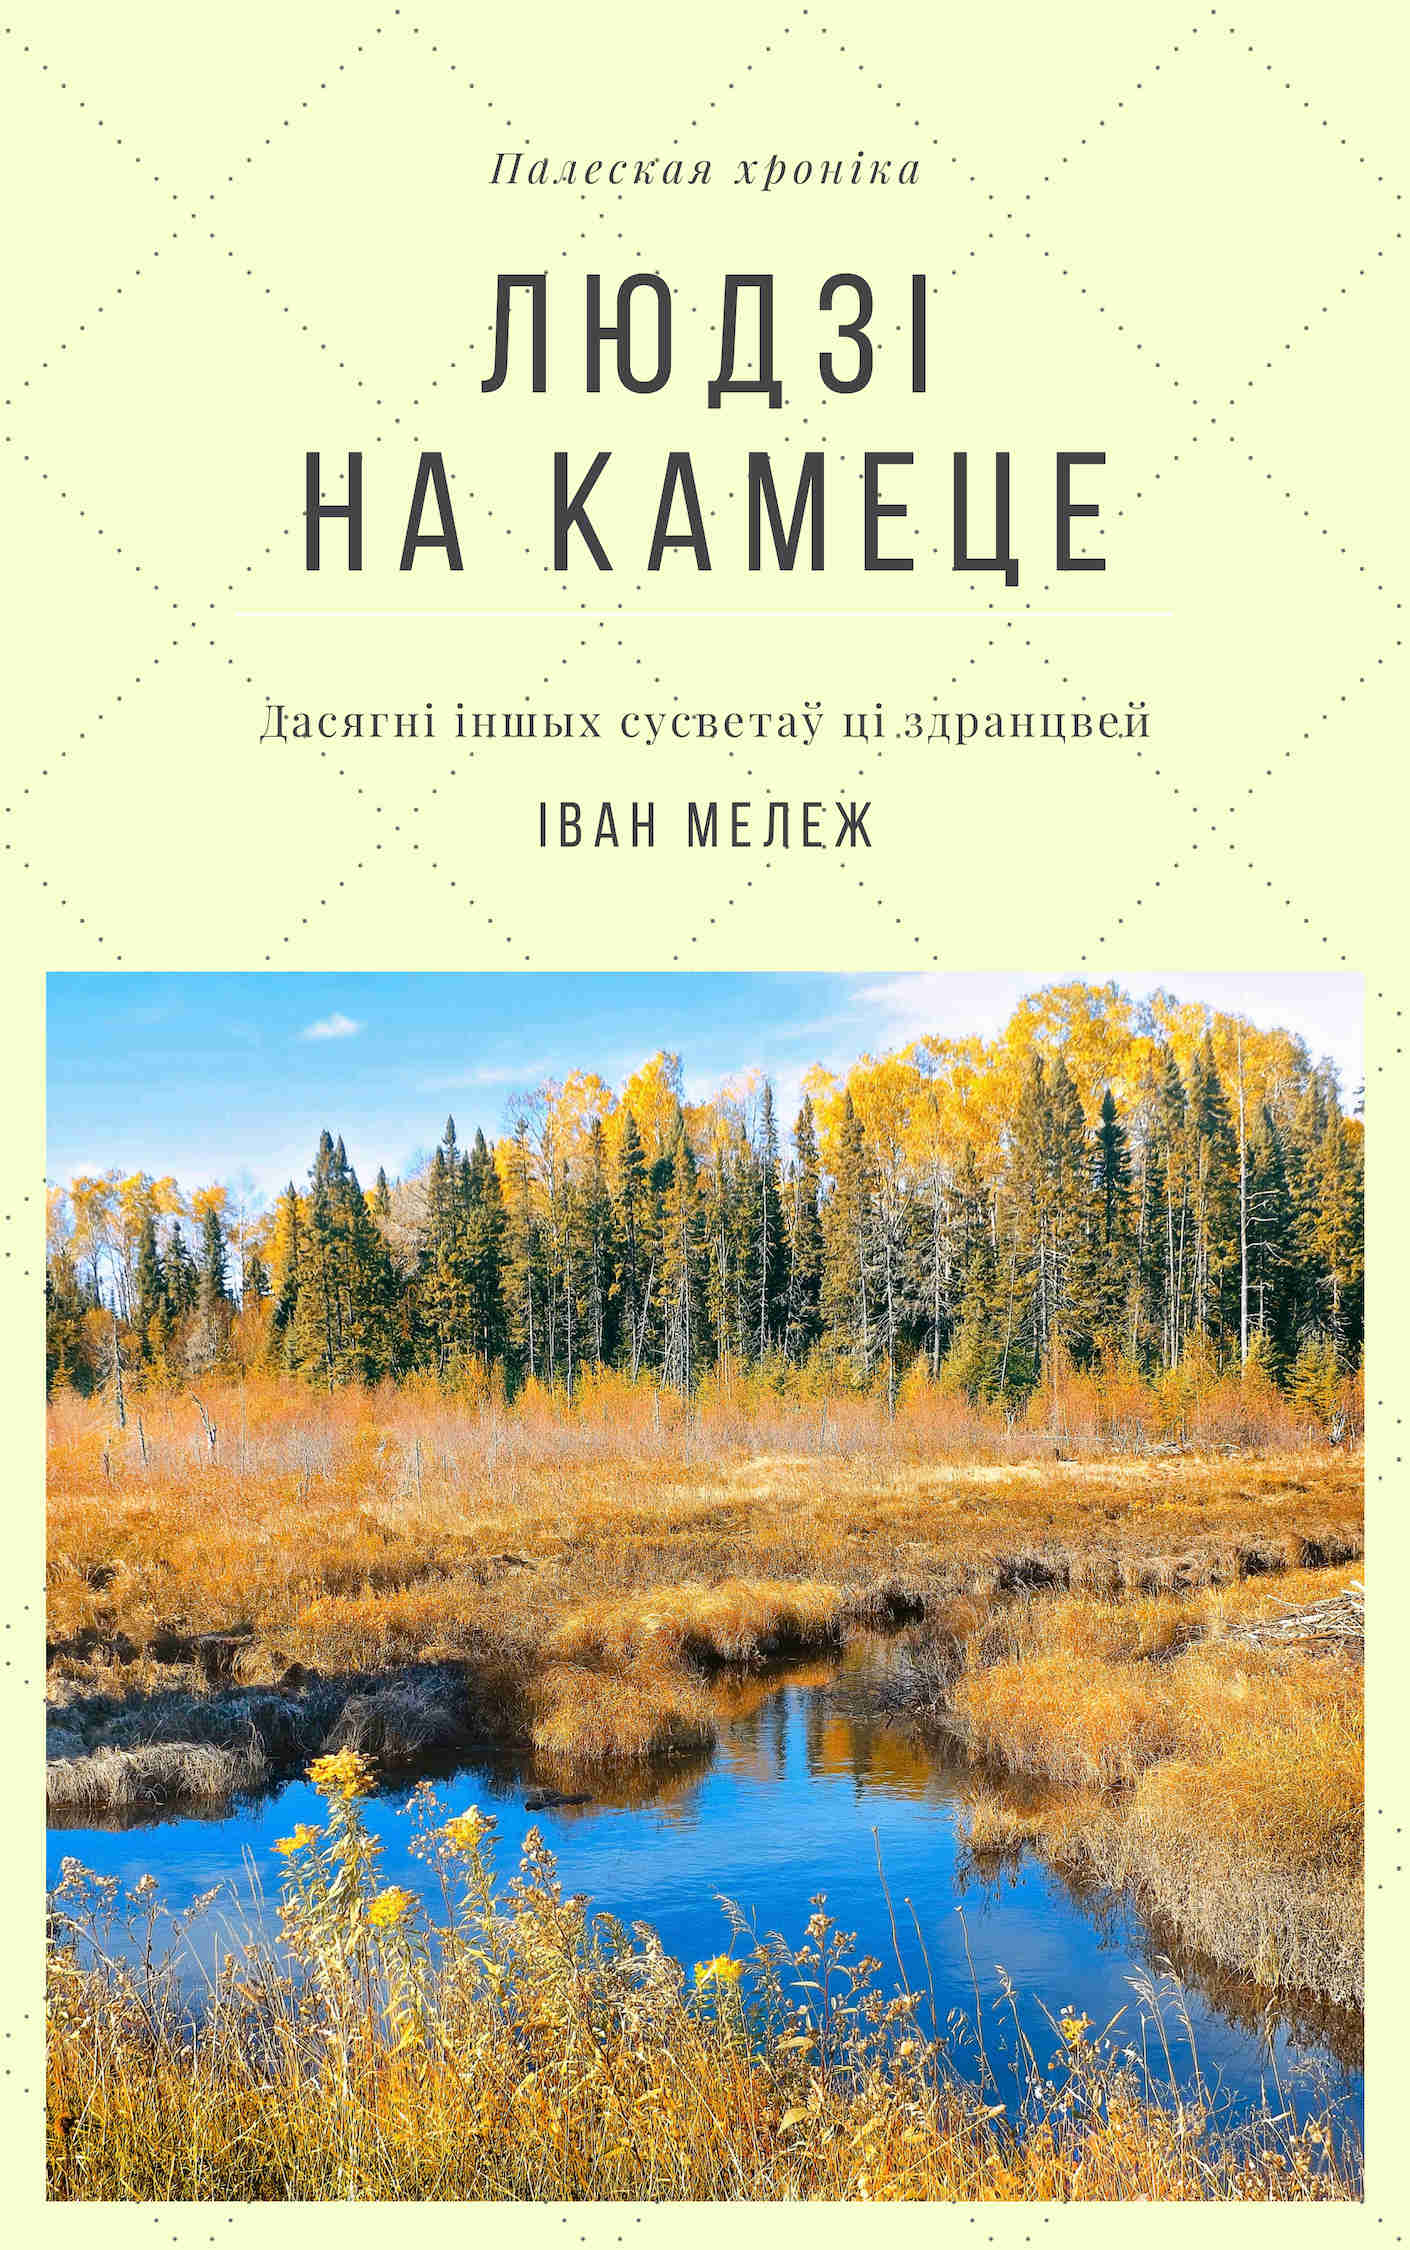 Палеская хроніка
ЛЮДЗІ
НА КАМЕЦЕ
Дасягні іншых сусветаў ці здранцвей
ІВАН МЕЛЕЖ